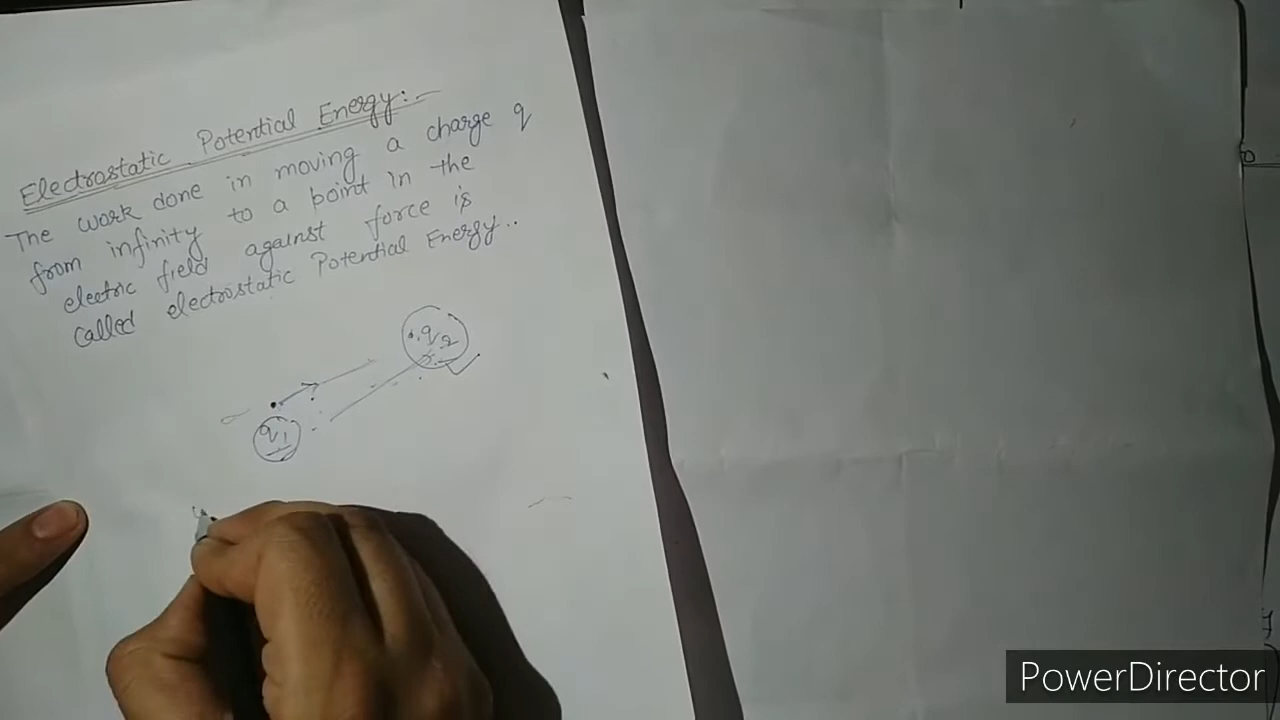 Electrostatic Potential Energy:-
The work done in moving a charge q
from infinity to a point in the
electric field against force is
called electrostatic Potential Energy..
q2
q1
PowerDirector